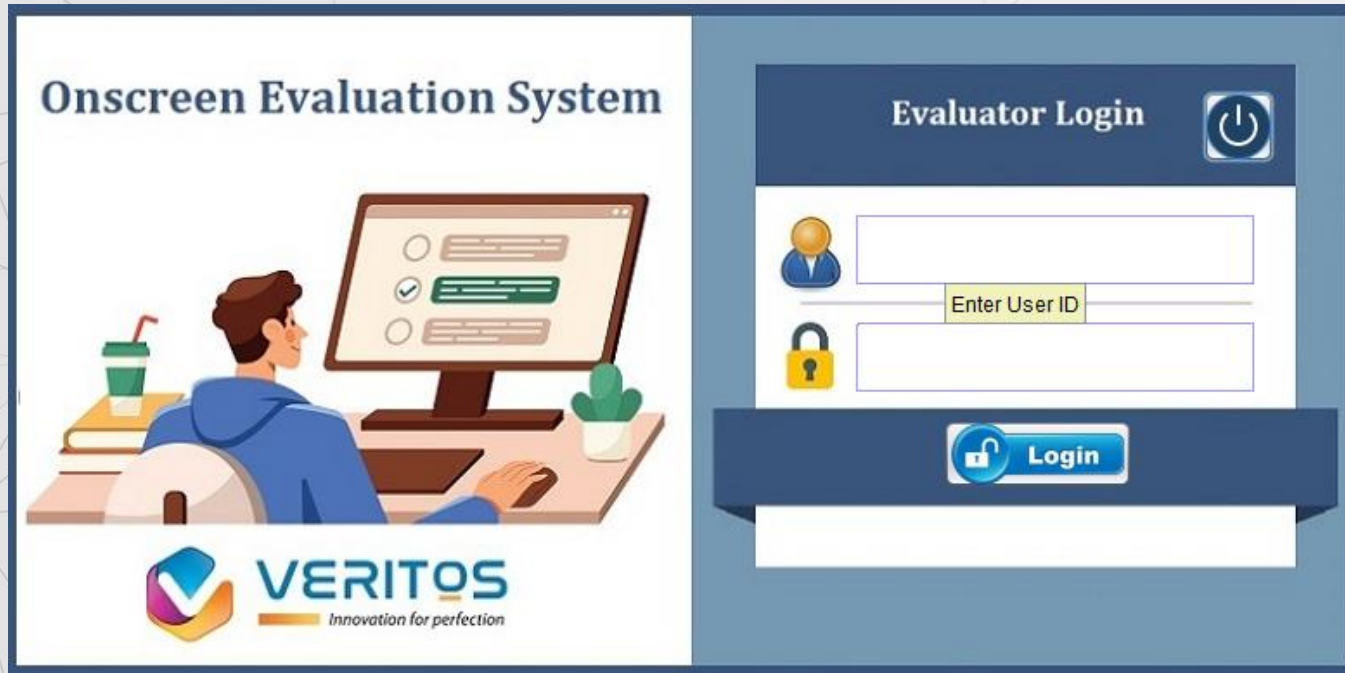 Onscreen Evaluation System
VERITOS
Innovation for perfection
Evaluator Login
Enter User ID
Login